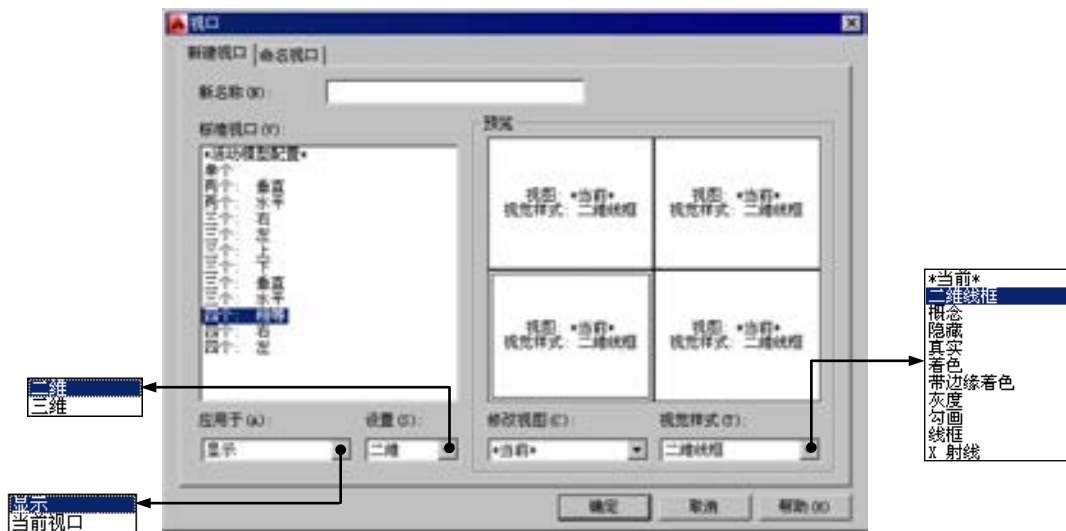 视口
新建视口 命名视口
新名称(N):
标准视口(V):
*活动模型配置*
单个
两个: 垂直
两个: 水平
三个: 右
三个: 左
三个: 上
三个: 下
三个: 垂直
三个: 水平
四个: 相等
四个: 右
四个: 左
预览
视图: *当前*
视觉样式: 二维线框
视图: *当前*
视觉样式: 二维线框
视图: *当前*
视觉样式: 二维线框
视图: *当前*
视觉样式: 二维线框
应用于(A): 设置(S): 修改视图(C): 视觉样式(T):
显示 二维 *当前* 二维线框
确定 取消 帮助(H)
二维
三维
显示
当前视口
*当前*
二维线框
概念
隐藏
真实
着色
带边缘着色
灰度
勾画
线框
X 射线